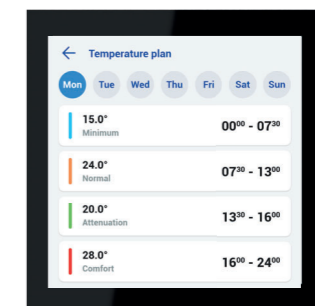 ← Temperature plan
Mon Tue Wed Thu Fri Sat Sun
15.0°
Minimum
00⁰⁰ - 07³⁰
24.0°
Normal
07³⁰ - 13⁰⁰
20.0°
Attenuation
13³⁰ - 16⁰⁰
28.0°
Comfort
16⁰⁰ - 24⁰⁰